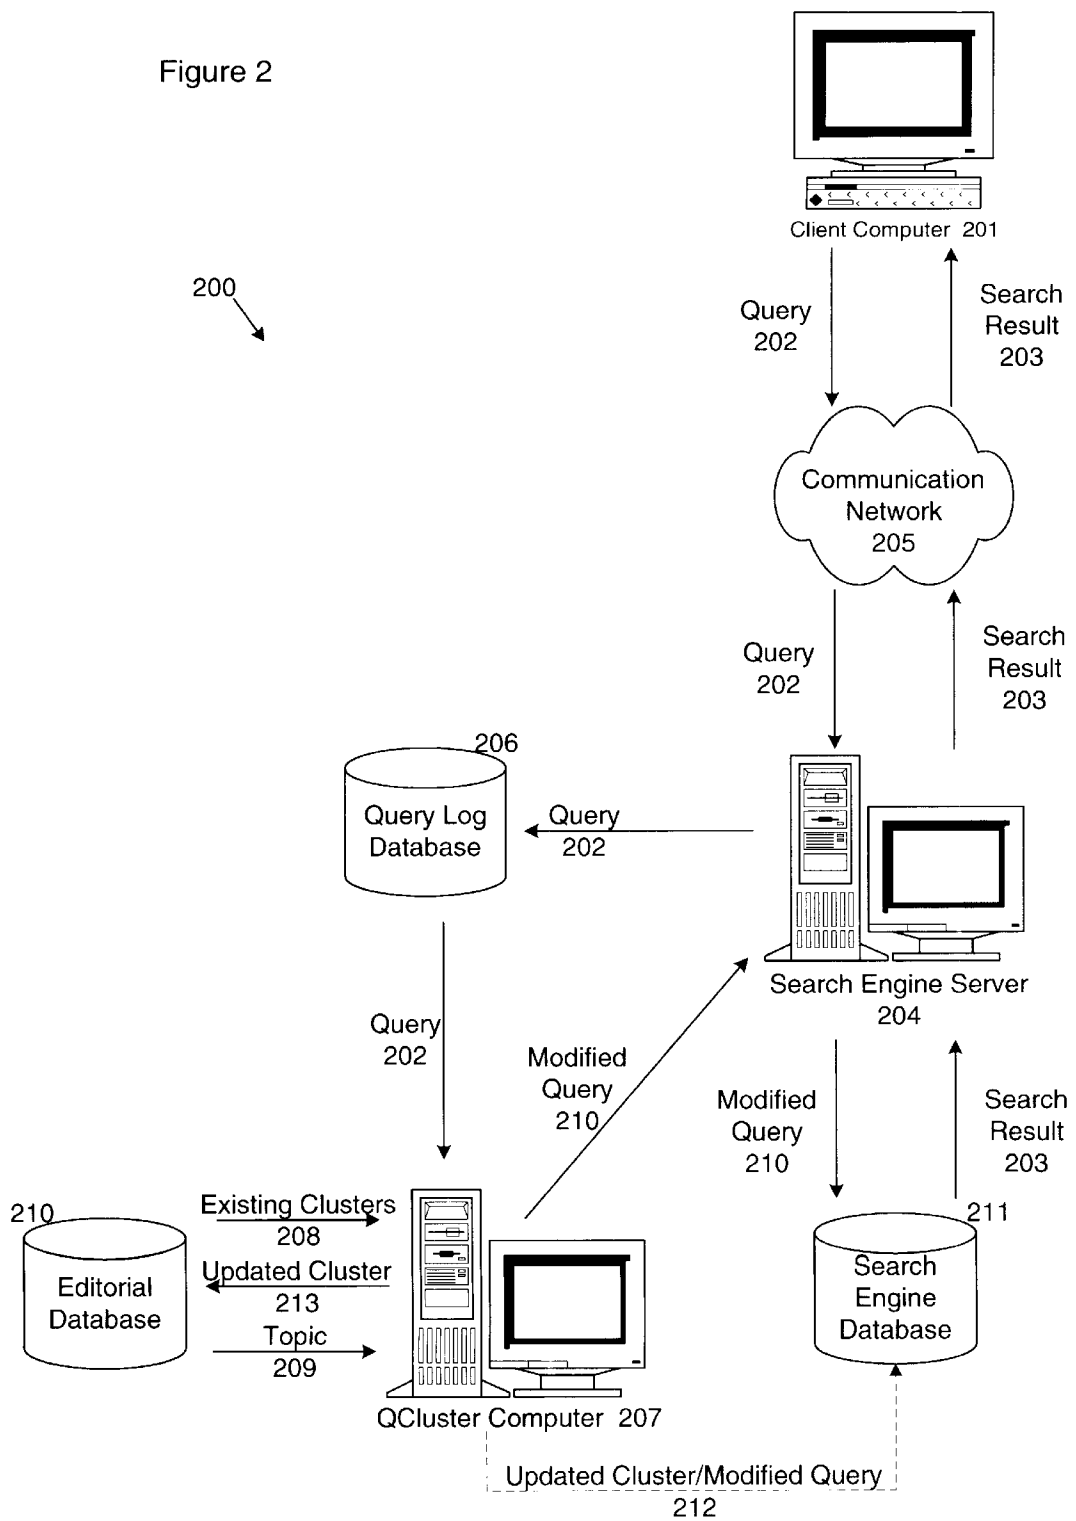 Figure 2
Client Computer 201
200
Query
202
Search
Result
203
Communication
Network
205
Query
202
Search
Result
203
206
Query Log
Database
Query
202
Search Engine Server
204
Query
202
Modified
Query
210
Modified
Query
210
Search
Result
203
210
Editorial
Database
Existing Clusters
208
Updated Cluster
213
Topic
209
211
Search
Engine
Database
QCluster Computer 207
Updated Cluster/Modified Query
212